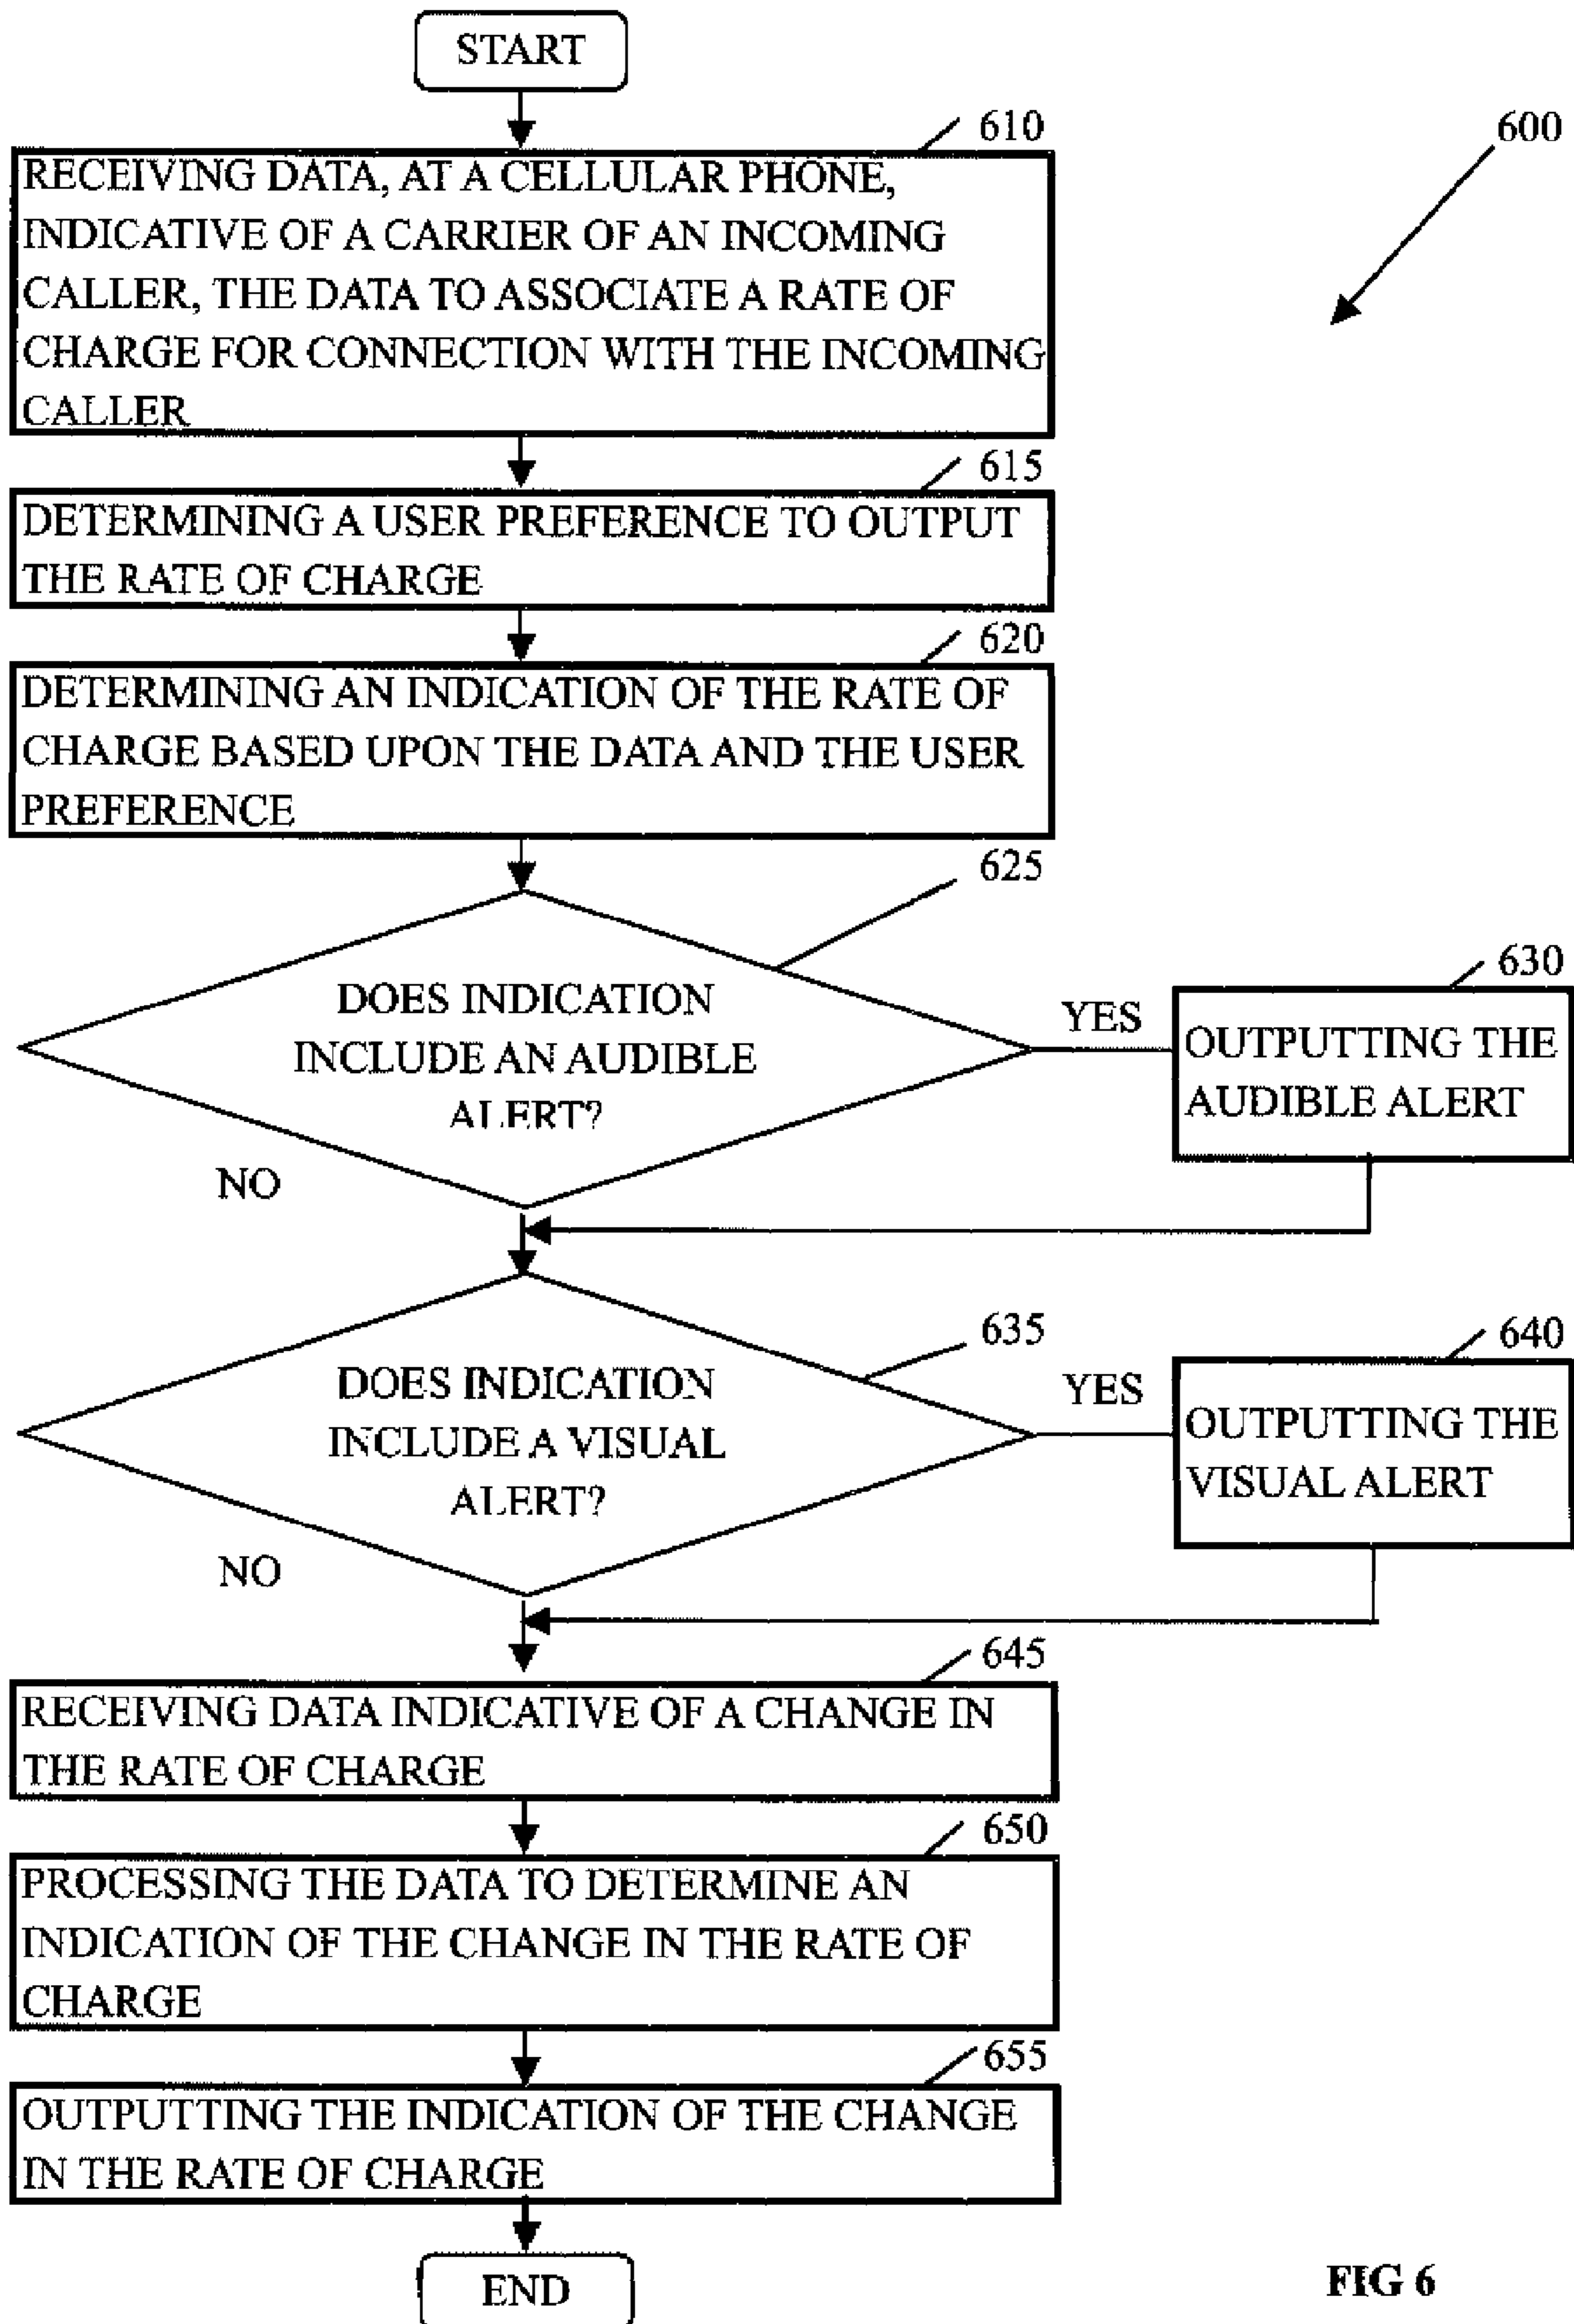 START
610
600
RECEIVING DATA, AT A CELLULAR PHONE,
INDICATIVE OF A CARRIER OF AN INCOMING
CALLER, THE DATA TO ASSOCIATE A RATE OF
CHARGE FOR CONNECTION WITH THE INCOMING
CALLER
615
DETERMINING A USER PREFERENCE TO OUTPUT
THE RATE OF CHARGE
620
DETERMINING AN INDICATION OF THE RATE OF
CHARGE BASED UPON THE DATA AND THE USER
PREFERENCE
625
DOES INDICATION
INCLUDE AN AUDIBLE
ALERT?
YES
NO
630
OUTPUTTING THE
AUDIBLE ALERT
635
DOES INDICATION
INCLUDE A VISUAL
ALERT?
YES
NO
640
OUTPUTTING THE
VISUAL ALERT
645
RECEIVING DATA INDICATIVE OF A CHANGE IN
THE RATE OF CHARGE
650
PROCESSING THE DATA TO DETERMINE AN
INDICATION OF THE CHANGE IN THE RATE OF
CHARGE
655
OUTPUTTING THE INDICATION OF THE CHANGE
IN THE RATE OF CHARGE
END
FIG 6